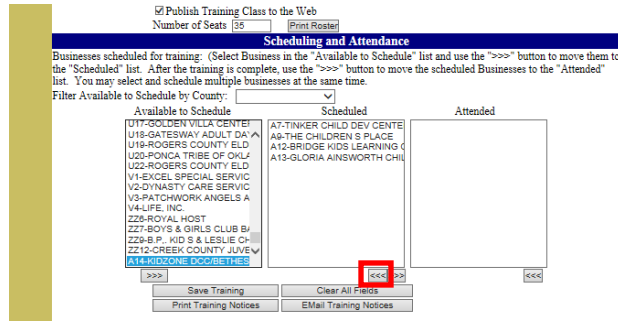 Publish Training Class to the Web
Number of Seats 35 Print Roster
Scheduling and Attendance
Businesses scheduled for training: (Select Business in the "Available to Schedule" list and use the ">>>" button to move them to
the "Scheduled" list. After the training is complete, use the ">>>" button to move the scheduled Businesses to the "Attended"
list. You may select and schedule multiple businesses at the same time.
Filter Available to Schedule by County:
Available to Schedule Scheduled Attended
U17-GOLDEN VILLA CENTER
U18-GATESWAY ADULT DA
U19-ROGERS COUNTY ELD
U20-PONCA TRIBE OF OKL
U22-ROGERS COUNTY ELD
V1-EXCEL SPECIAL SERVIC
V2-DYNASTY CARE SERVIC
V3-PATCHWORK ANGELS A
V4-LIFE, INC.
ZZ6-ROYAL HOST
ZZ7-BOYS & GIRLS CLUB B
ZZ9-B.P., KID S & LESLIE CH
ZZ12-CREEK COUNTY JUVE
A14-KIDZONE DCC/BETHES
A7-TINKER CHILD DEV CENTE
A9-THE CHILDREN S PLACE
A12-BRIDGE KIDS LEARNING C
A13-GLORIA AINSWORTH CHIL
>>> <<< >> <<<
Save Training Clear All Fields
Print Training Notices EMail Training Notices